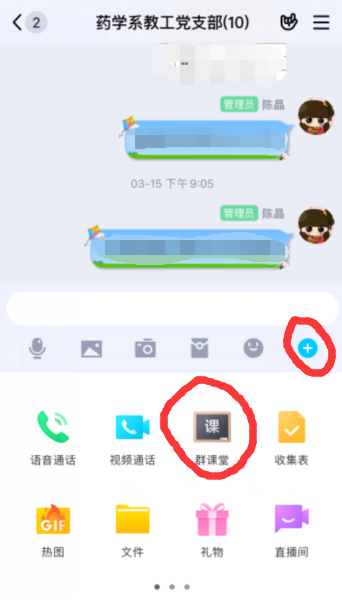 2
药学系教工党支部(10)
管理员 陈晶
03-15 下午9:05
管理员 陈晶
语音通话
视频通话
课
群课堂
收集表
GIF
热图
文件
礼物
直播间